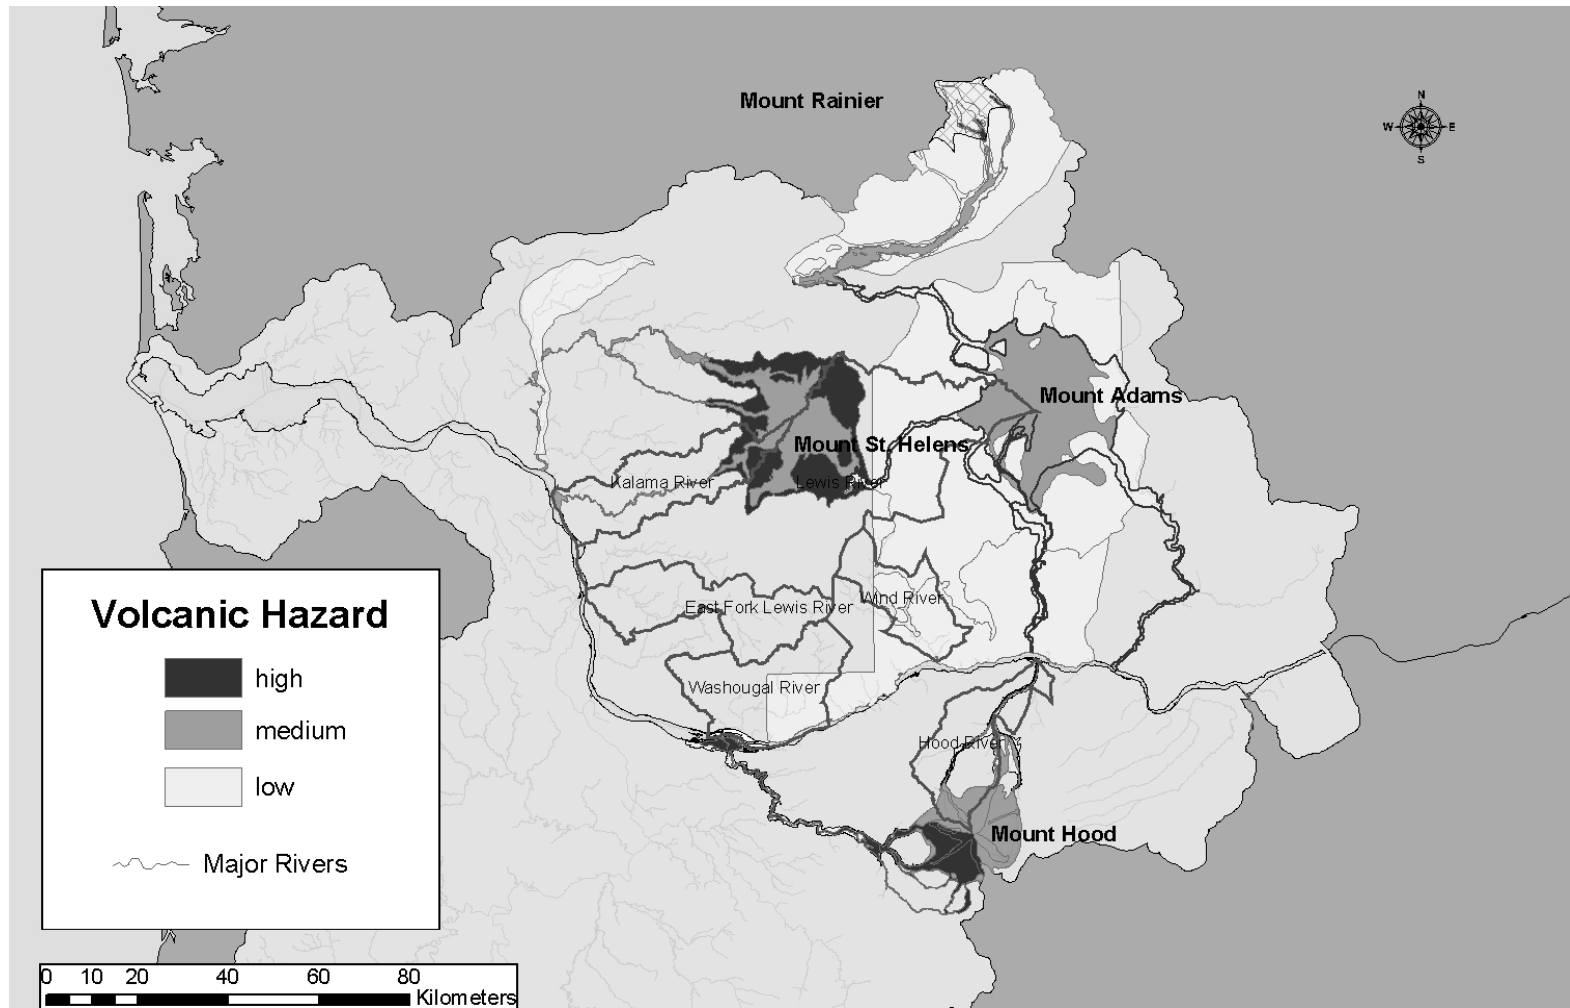 Mount Rainier
N
W E
S
Mount Adams
Mount St. Helens
Kalama River
Lewis River
East Fork Lewis River
Wind River
Washougal River
Hood River
Mount Hood
Volcanic Hazard
high
medium
low
Major Rivers
0 10 20 40 60 80
Kilometers